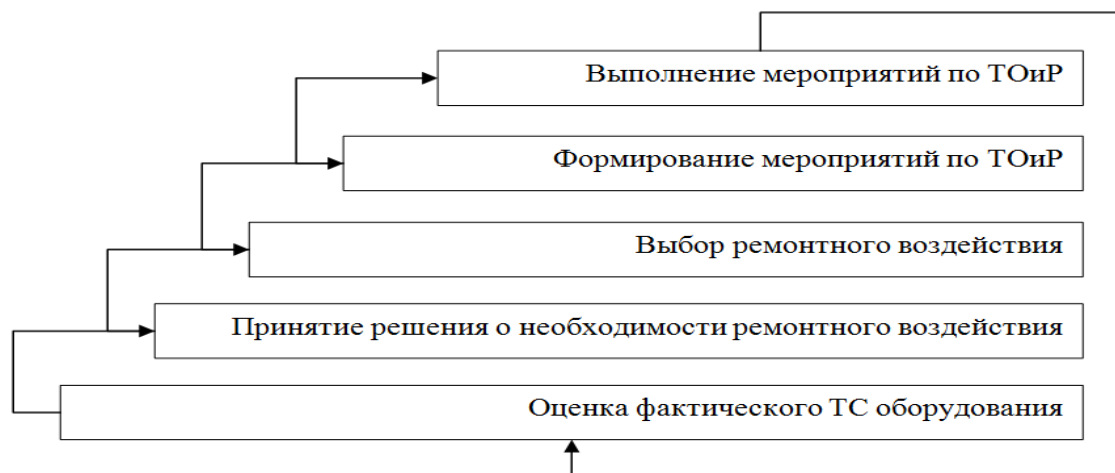 Выполнение мероприятий по ТОиР
Формирование мероприятий по ТОиР
Выбор ремонтного воздействия
Принятие решения о необходимости ремонтного воздействия
Оценка фактического ТС оборудования